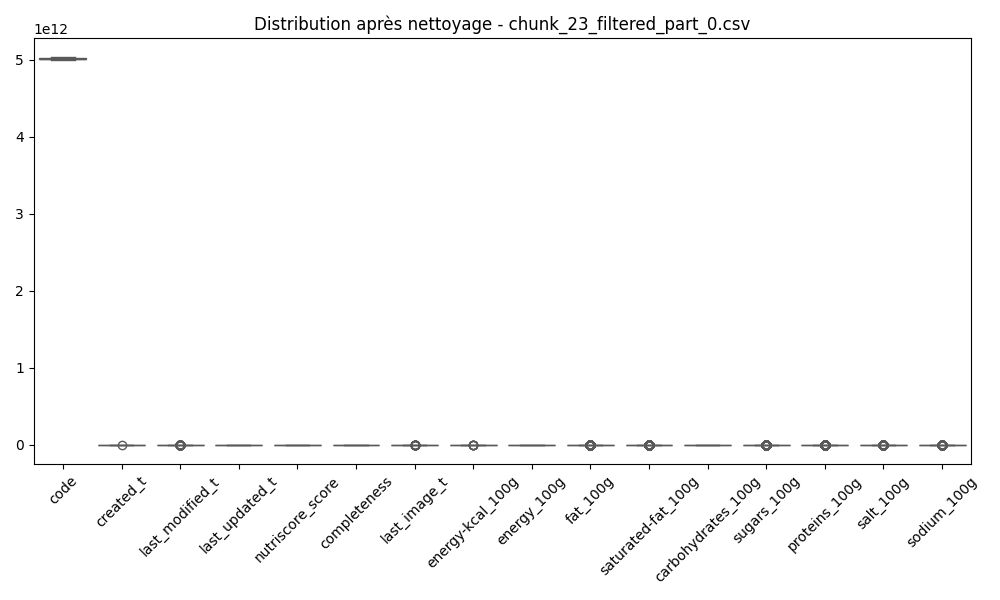 Distribution après nettoyage - chunk_23_filtered_part_0.csv
1e12
5
4
3
2
1
0
code
created_t
last_modified_t
last_updated_t
nutriscore_score
completeness
last_image_t
energy-kcal_100g
energy_100g
fat_100g
saturated-fat_100g
carbohydrates_100g
sugars_100g
proteins_100g
salt_100g
sodium_100g